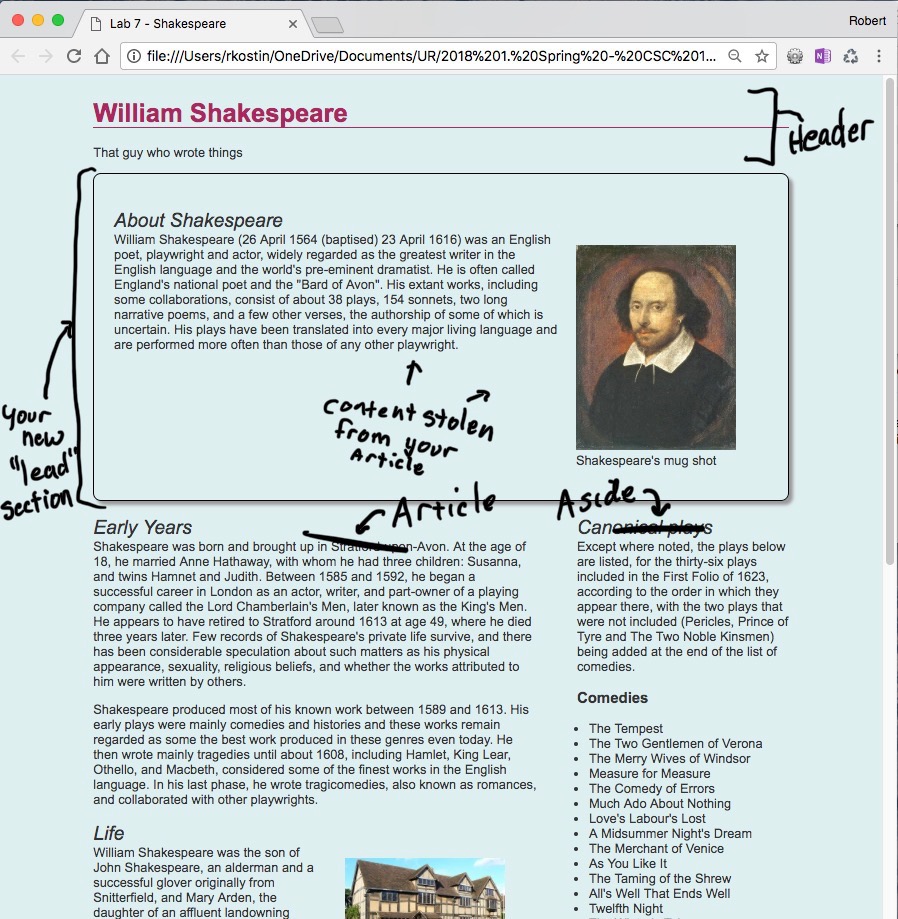 Lab 7 - Shakespeare
Robert
file:///Users/rkostin/OneDrive/Documents/UR/2018%201.%20Spring%20-%20CSC%201...
William Shakespeare
Header
That guy who wrote things
About Shakespeare
William Shakespeare (26 April 1564 (baptised) 23 April 1616) was an English
poet, playwright and actor, widely regarded as the greatest writer in the
English language and the world's pre-eminent dramatist. He is often called
England's national poet and the "Bard of Avon". His extant works, including
some collaborations, consist of about 38 plays, 154 sonnets, two long
narrative poems, and a few other verses, the authorship of some of which is
uncertain. His plays have been translated into every major living language and
are performed more often than those of any other playwright.
Content stolen
from your
Article
Your
new
"lead"
section
Shakespeare's mug shot
Article
Aside
Early Years
Shakespeare was born and brought up in Stratford-upon-Avon. At the age of
18, he married Anne Hathaway, with whom he had three children: Susanna,
and twins Hamnet and Judith. Between 1585 and 1592, he began a
successful career in London as an actor, writer, and part-owner of a playing
company called the Lord Chamberlain's Men, later known as the King's Men.
He appears to have retired to Stratford around 1613 at age 49, where he died
three years later. Few records of Shakespeare's private life survive, and there
has been considerable speculation about such matters as his physical
appearance, sexuality, religious beliefs, and whether the works attributed to
him were written by others.
Shakespeare produced most of his known work between 1589 and 1613. His
early plays were mainly comedies and histories and these works remain
regarded as some the best work produced in these genres even today. He
then wrote mainly tragedies until about 1608, including Hamlet, King Lear,
Othello, and Macbeth, considered some of the finest works in the English
language. In his last phase, he wrote tragicomedies, also known as romances,
and collaborated with other playwrights.
Life
William Shakespeare was the son of
John Shakespeare, an alderman and a
successful glover originally from
Snitterfield, and Mary Arden, the
daughter of an affluent landowning
Canonical plays
Except where noted, the plays below
are listed, for the thirty-six plays
included in the First Folio of 1623,
according to the order in which they
appear there, with the two plays that
were not included (Pericles, Prince of
Tyre and The Two Noble Kinsmen)
being added at the end of the list of
comedies.
Comedies
The Tempest
The Two Gentlemen of Verona
The Merry Wives of Windsor
Measure for Measure
The Comedy of Errors
Much Ado About Nothing
Love's Labour's Lost
A Midsummer Night's Dream
The Merchant of Venice
As You Like It
The Taming of the Shrew
All's Well That Ends Well
Twelfth Night